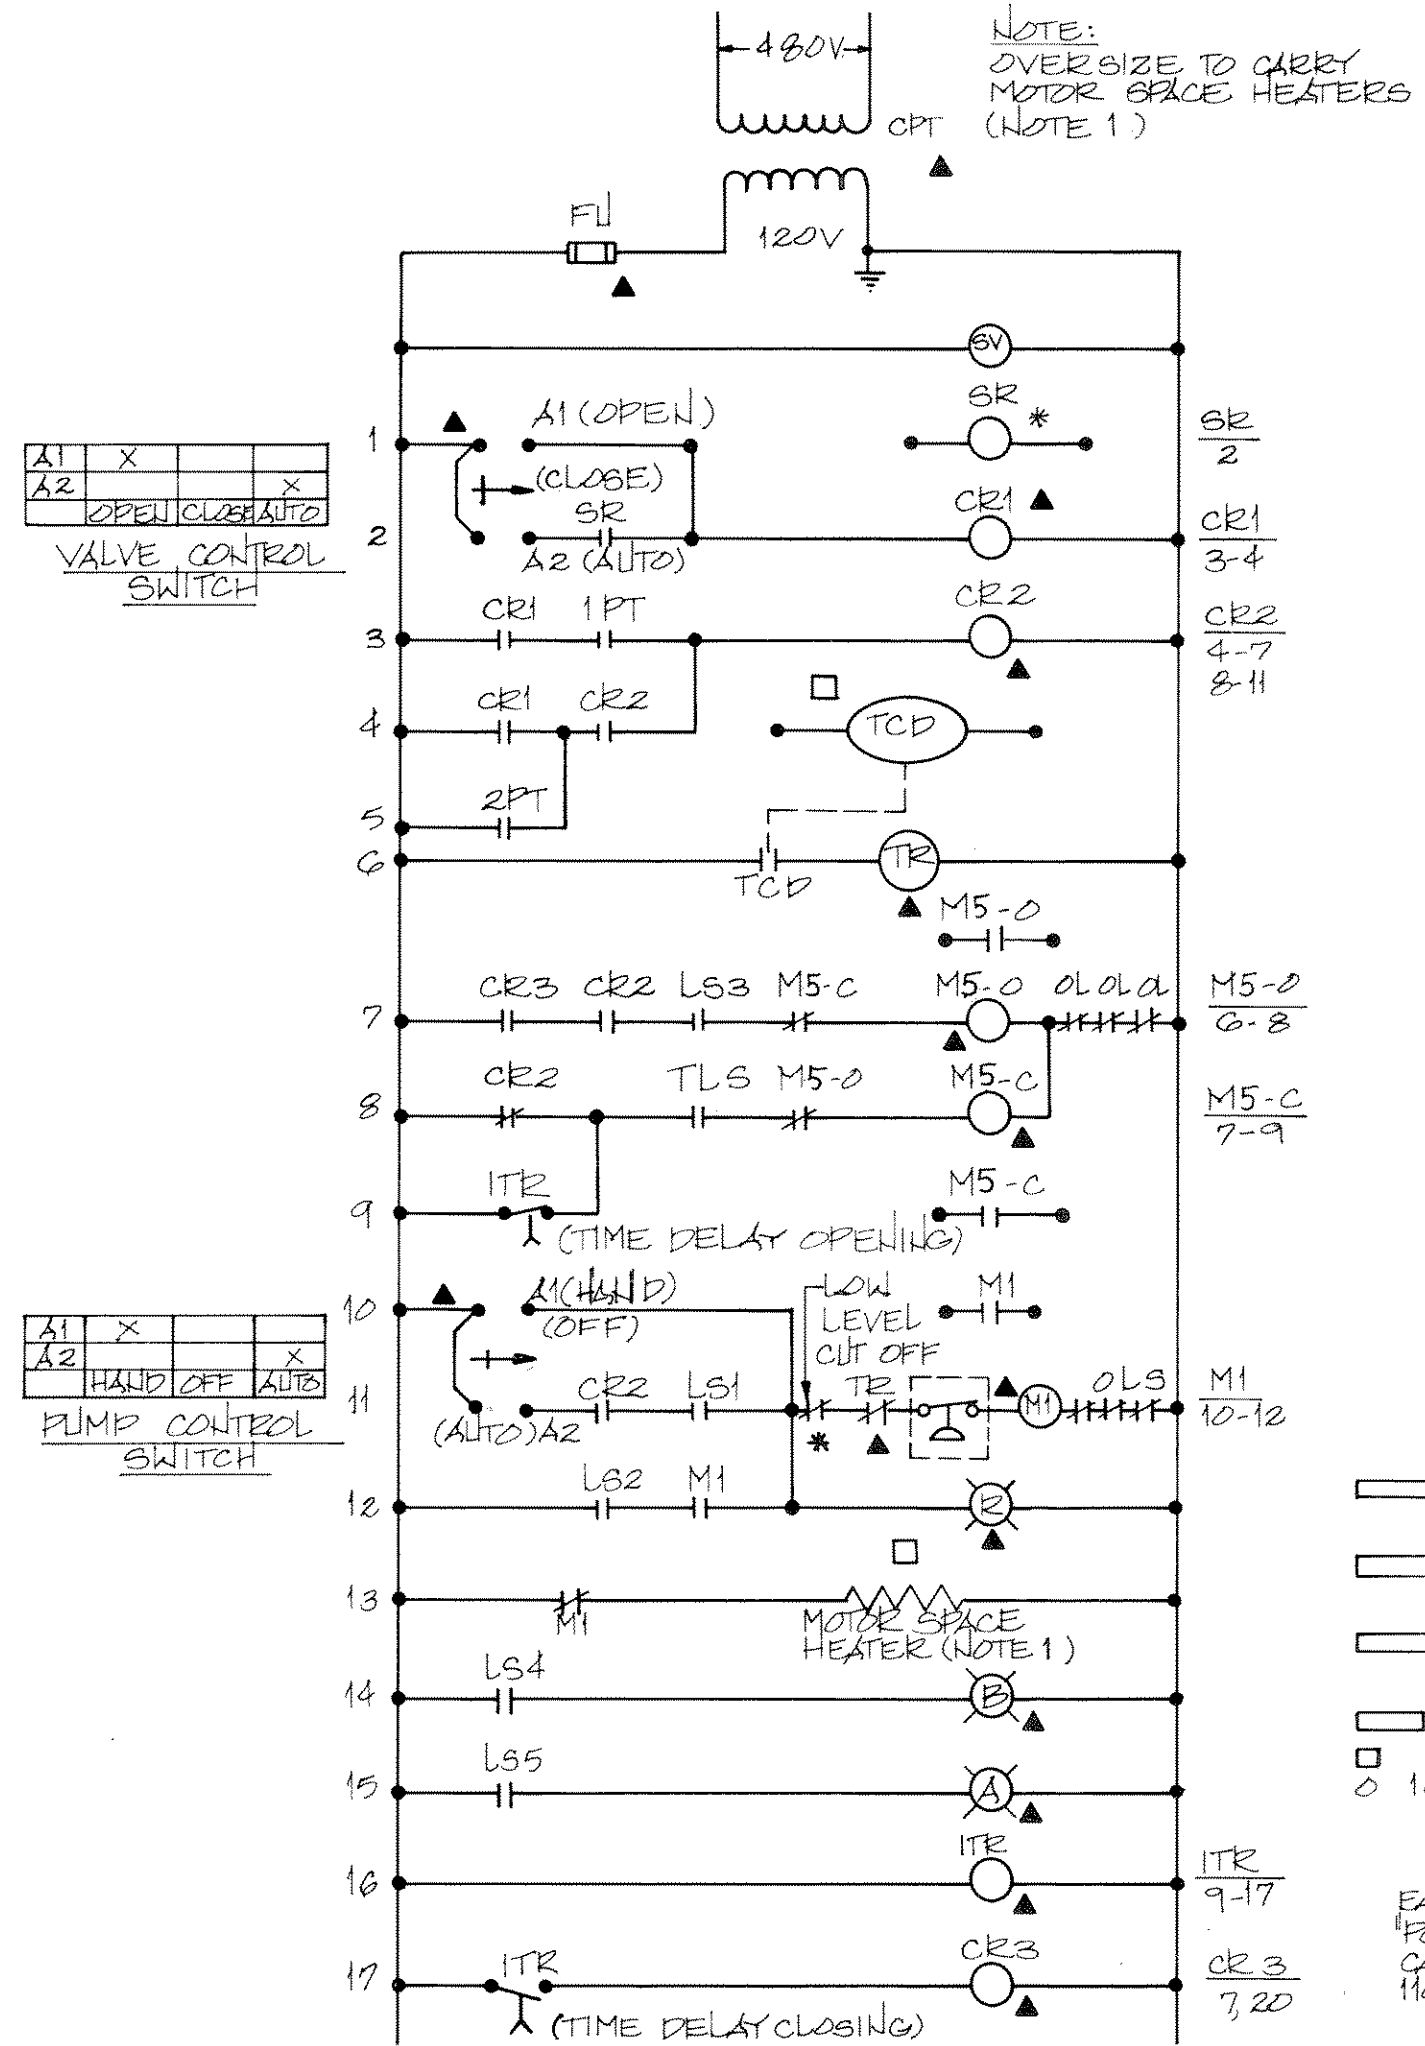 480V
NOTE:
OVERSIZE TO CARRY
MOTOR SPACE HEATERS
(NOTE 1)
CPT
FU
120V
SV
1
A1 (OPEN)
SR
*
SR
2
A1 X
A2 X
OPEN CLOSE AUTO
VALVE CONTROL
SWITCH
(CLOSE)
SR
2
A2 (AUTO)
CR1
CR1
3-4
3
CR1 1PT
CR2
CR2
4-7
8-11
4
CR1 CR2
TCD
5
2PT
6
TCD
TR
M5-O
7
CR3 CR2 LS3 M5-C M5-O OL OL OL
M5-O
6-8
8
CR2 TLS M5-O M5-C
M5-C
7-9
9
1TR
(TIME DELAY OPENING)
M5-C
10
A1 (HAND)
(OFF)
LOW
LEVEL
CUT OFF
M1
A1 X
A2 X
HAND OFF AUTO
PUMP CONTROL
SWITCH
11
(AUTO) A2
CR2 LS1
*
TR
M1
OLS
M1
10-12
12
LS2 M1
R
13
M1
MOTOR SPACE
HEATER (NOTE 1)
14
LS4
B
15
LS5
A
16
1TR
1TR
9-17
17
1TR
(TIME DELAY CLOSING)
CR3
CR3
7, 20